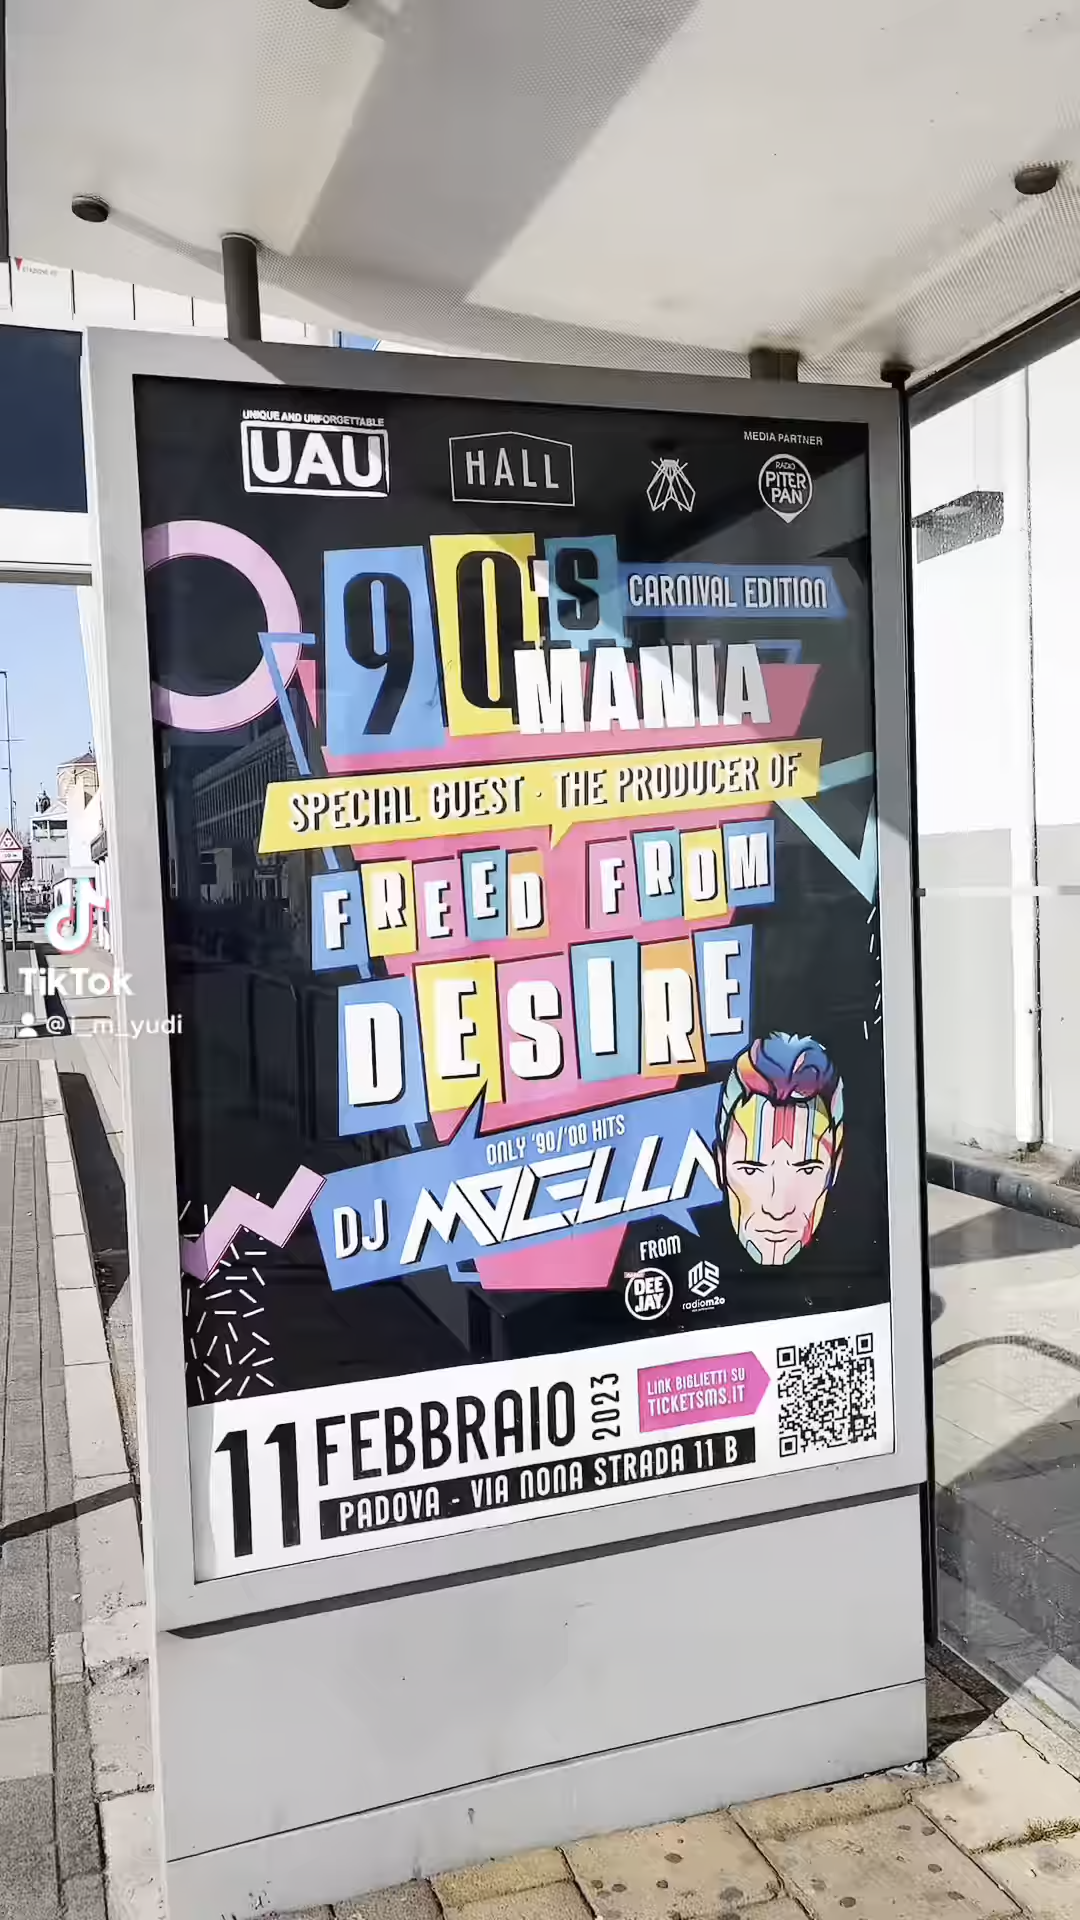 UNIQUE AND UNFORGETTABLE
UAU
HALL
MEDIA PARTNER
RADIO
PITER
PAN
90's
CARNIVAL EDITION
MANIA
SPECIAL GUEST · THE PRODUCER OF
FREED FROM
DESIRE
ONLY '90/'00 HITS
DJ MOLELLA
FROM
DEE
JAY
radiom2o
11 FEBBRAIO 2023
LINK BIGLIETTI SU
TICKETSMS.IT
PADOVA - VIA NONA STRADA 11 B
TikTok
@i_m_yudi